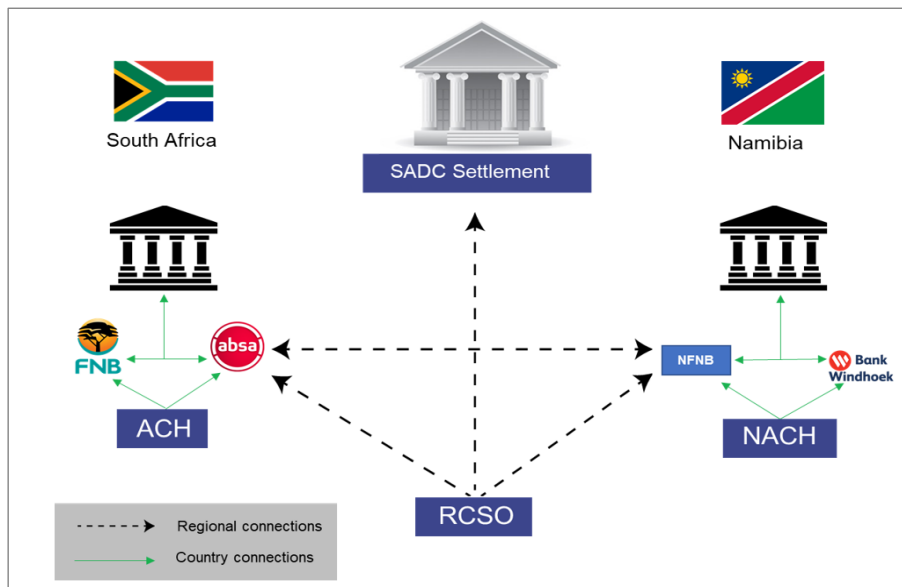 South Africa
SADC Settlement
Namibia
FNB
absa
NFNB
Bank
Windhoek
ACH
NACH
RCSO
Regional connections
Country connections